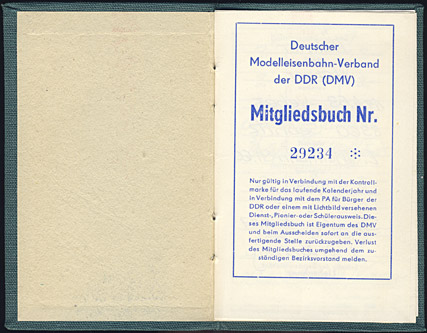 Deutscher
Modelleisenbahn-Verband
der DDR (DMV)
Mitgliedsbuch Nr.
29234 ፨
Nur gültig in Verbindung mit der Kontroll-
marke für das laufende Kalenderjahr und
in Verbindung mit dem PA für Bürger der
DDR oder einem mit Lichtbild versehenen
Dienst-, Pionier- oder Schülerausweis. Die-
ses Mitgliedsbuch ist Eigentum des DMV
und beim Ausscheiden sofort an die aus-
fertigende Stelle zurückzugeben. Verlust
des Mitgliedsbuches umgehend dem zu-
ständigen Bezirksvorstand melden.